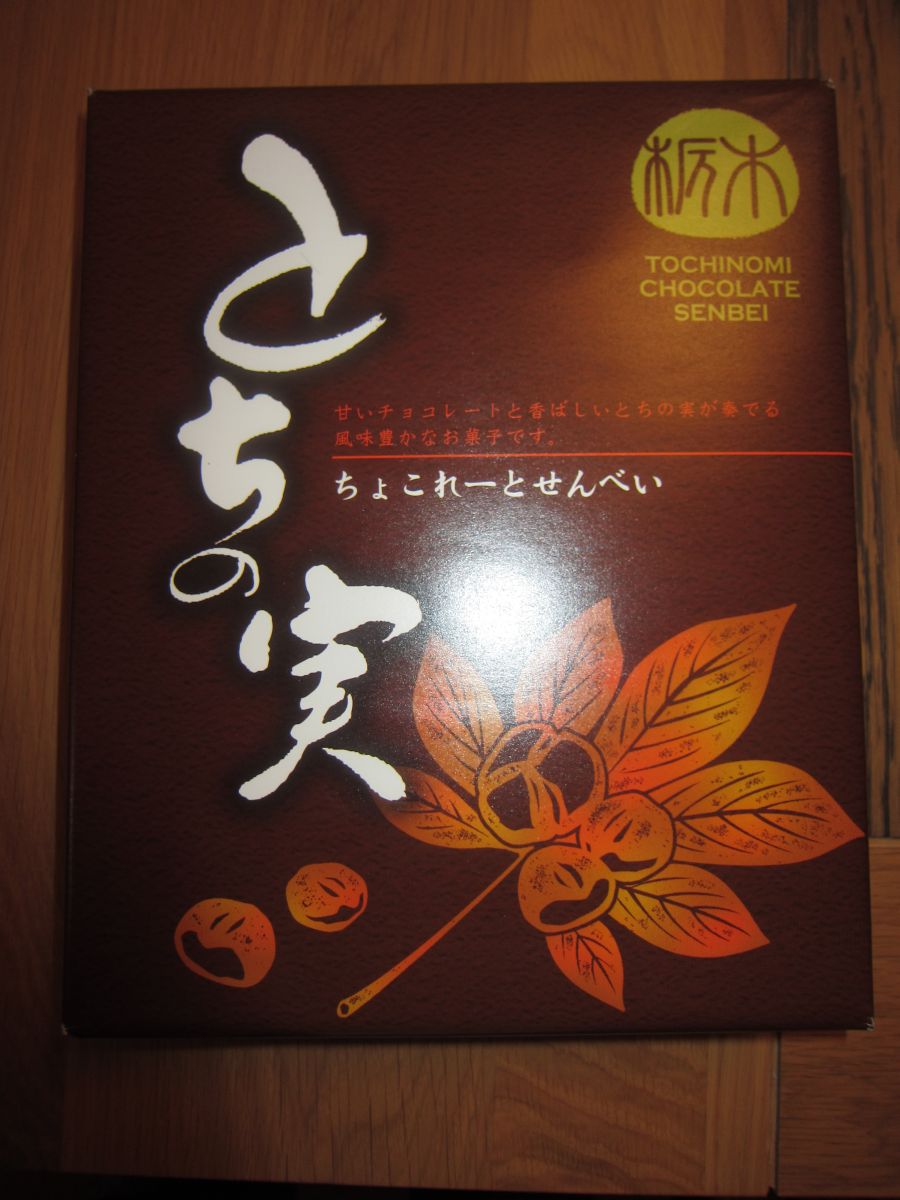 とちの実
栃木
TOCHINOMI
CHOCOLATE
SENBEI
甘いチョコレートと香ばしいとちの実が奏でる
風味豊かなお菓子です。
ちょこれーとせんべい